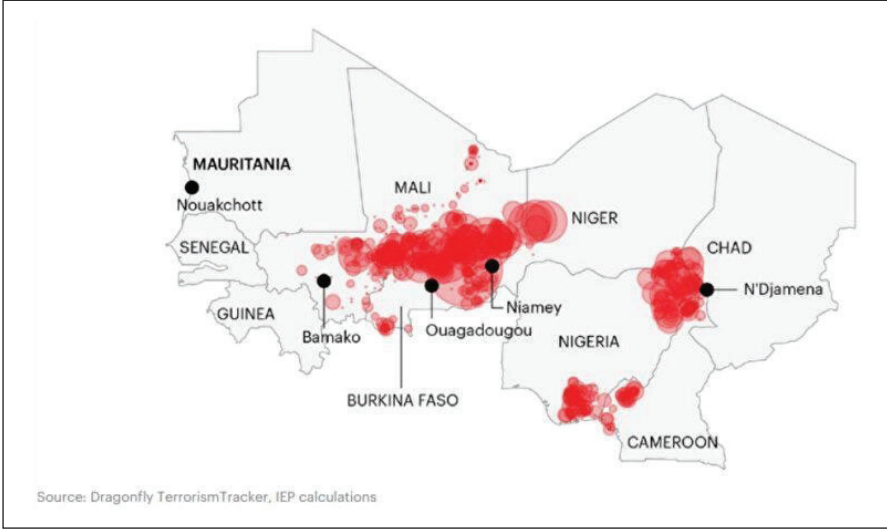 MAURITANIA
Nouakchott
MALI
NIGER
SENEGAL
CHAD
N'Djamena
GUINEA
Niamey
Bamako
Ouagadougou
NIGERIA
BURKINA FASO
CAMEROON
Source: Dragonfly TerrorismTracker, IEP calculations